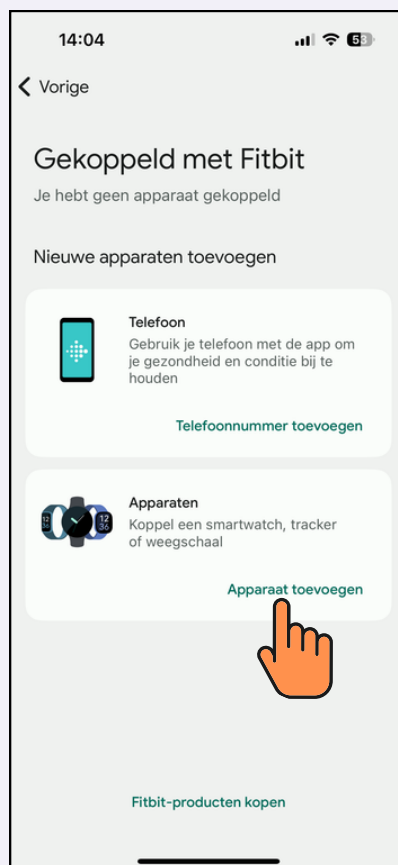 14:04
53
Vorige
Gekoppeld met Fitbit
Je hebt geen apparaat gekoppeld
Nieuwe apparaten toevoegen
Telefoon
Gebruik je telefoon met de app om
je gezondheid en conditie bij te
houden
Telefoonnummer toevoegen
12
36
12
36
Apparaten
Koppel een smartwatch, tracker
of weegschaal
Apparaat toevoegen
Fitbit-producten kopen